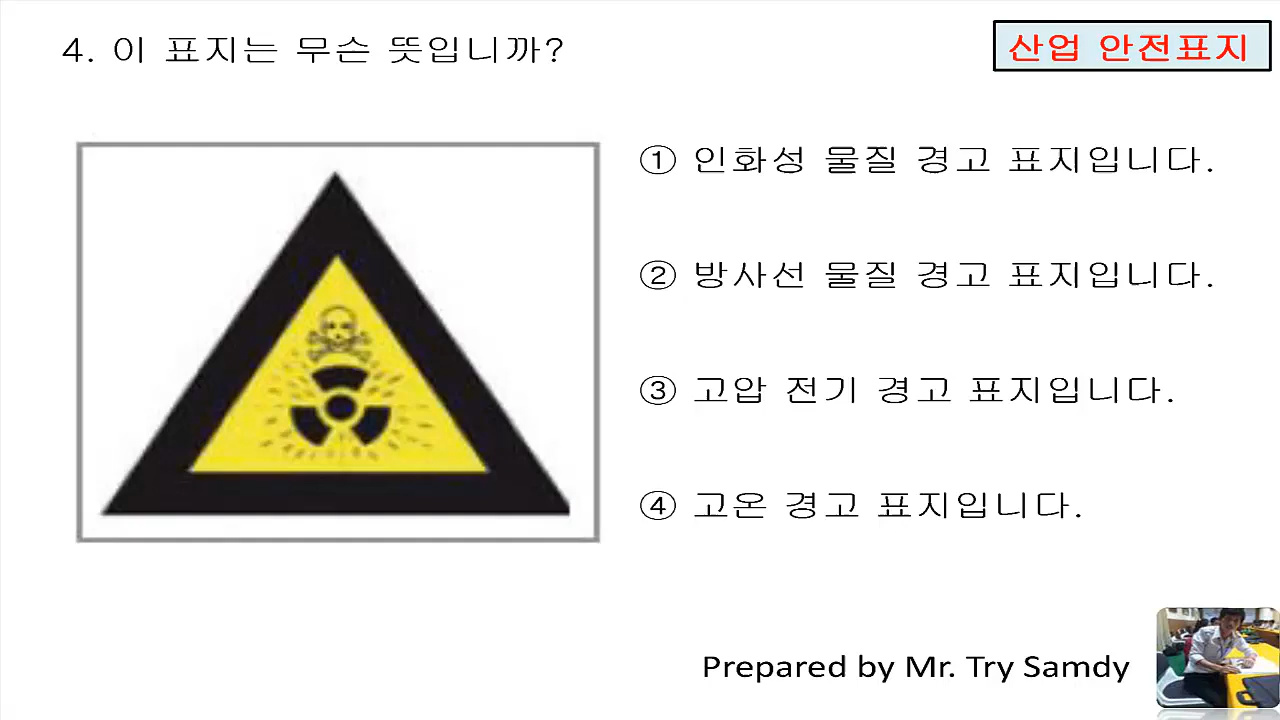 4. 이 표지는 무슨 뜻입니까?
산업 안전표지
① 인화성 물질 경고 표지입니다.
② 방사선 물질 경고 표지입니다.
③ 고압 전기 경고 표지입니다.
④ 고온 경고 표지입니다.
Prepared by Mr. Try Samdy